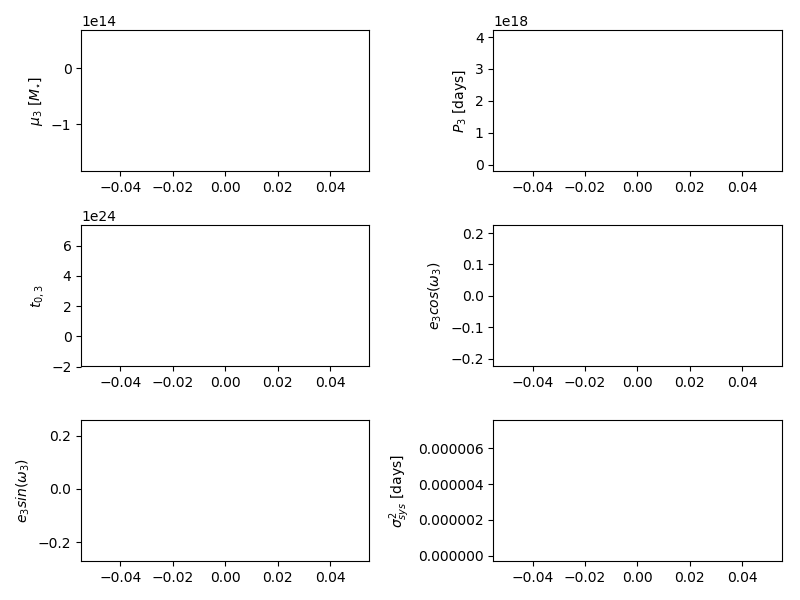 1e14
0
−1
μ₃ [M⋆]
−0.04 −0.02 0.00 0.02 0.04
1e18
4
3
2
1
0
P₃ [days]
−0.04 −0.02 0.00 0.02 0.04
1e24
6
4
2
0
−2
t₀,₃
−0.04 −0.02 0.00 0.02 0.04
0.2
0.1
0.0
−0.1
−0.2
e₃cos(ω₃)
−0.04 −0.02 0.00 0.02 0.04
0.2
0.0
−0.2
e₃sin(ω₃)
−0.04 −0.02 0.00 0.02 0.04
0.000006
0.000004
0.000002
0.000000
σ²_sys [days]
−0.04 −0.02 0.00 0.02 0.04